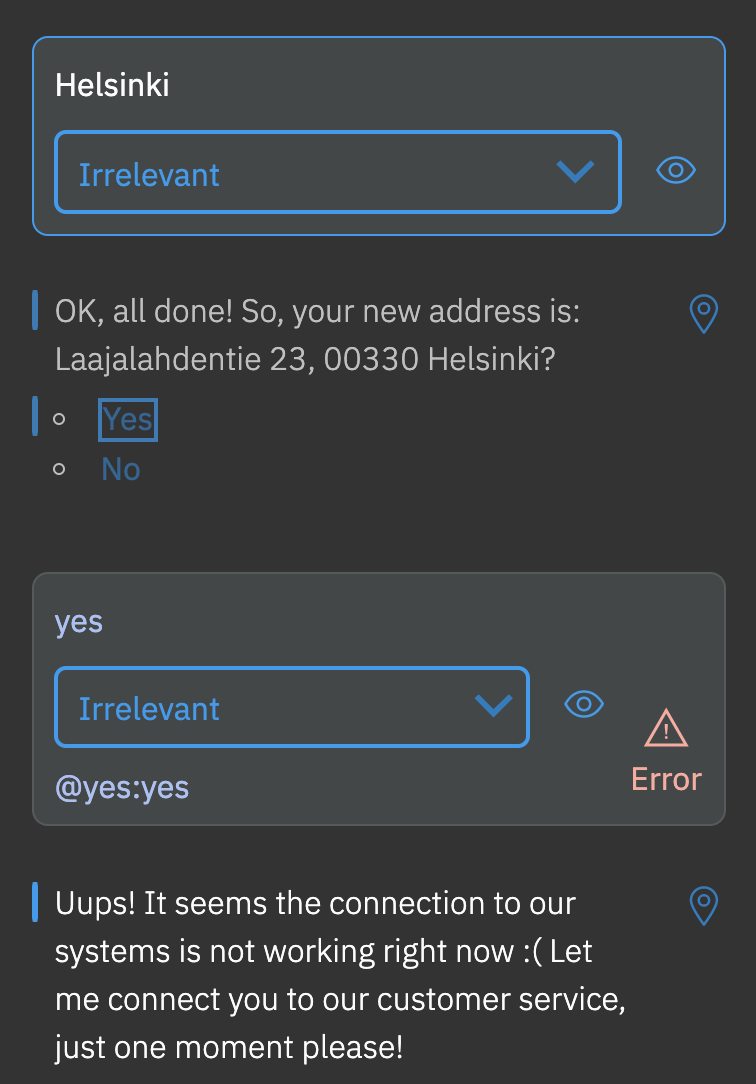 Helsinki
Irrelevant
OK, all done! So, your new address is:
Laajalahdentie 23, 00330 Helsinki?
Yes
No
yes
Irrelevant
@yes:yes
Error
Uups! It seems the connection to our
systems is not working right now :( Let
me connect you to our customer service,
just one moment please!